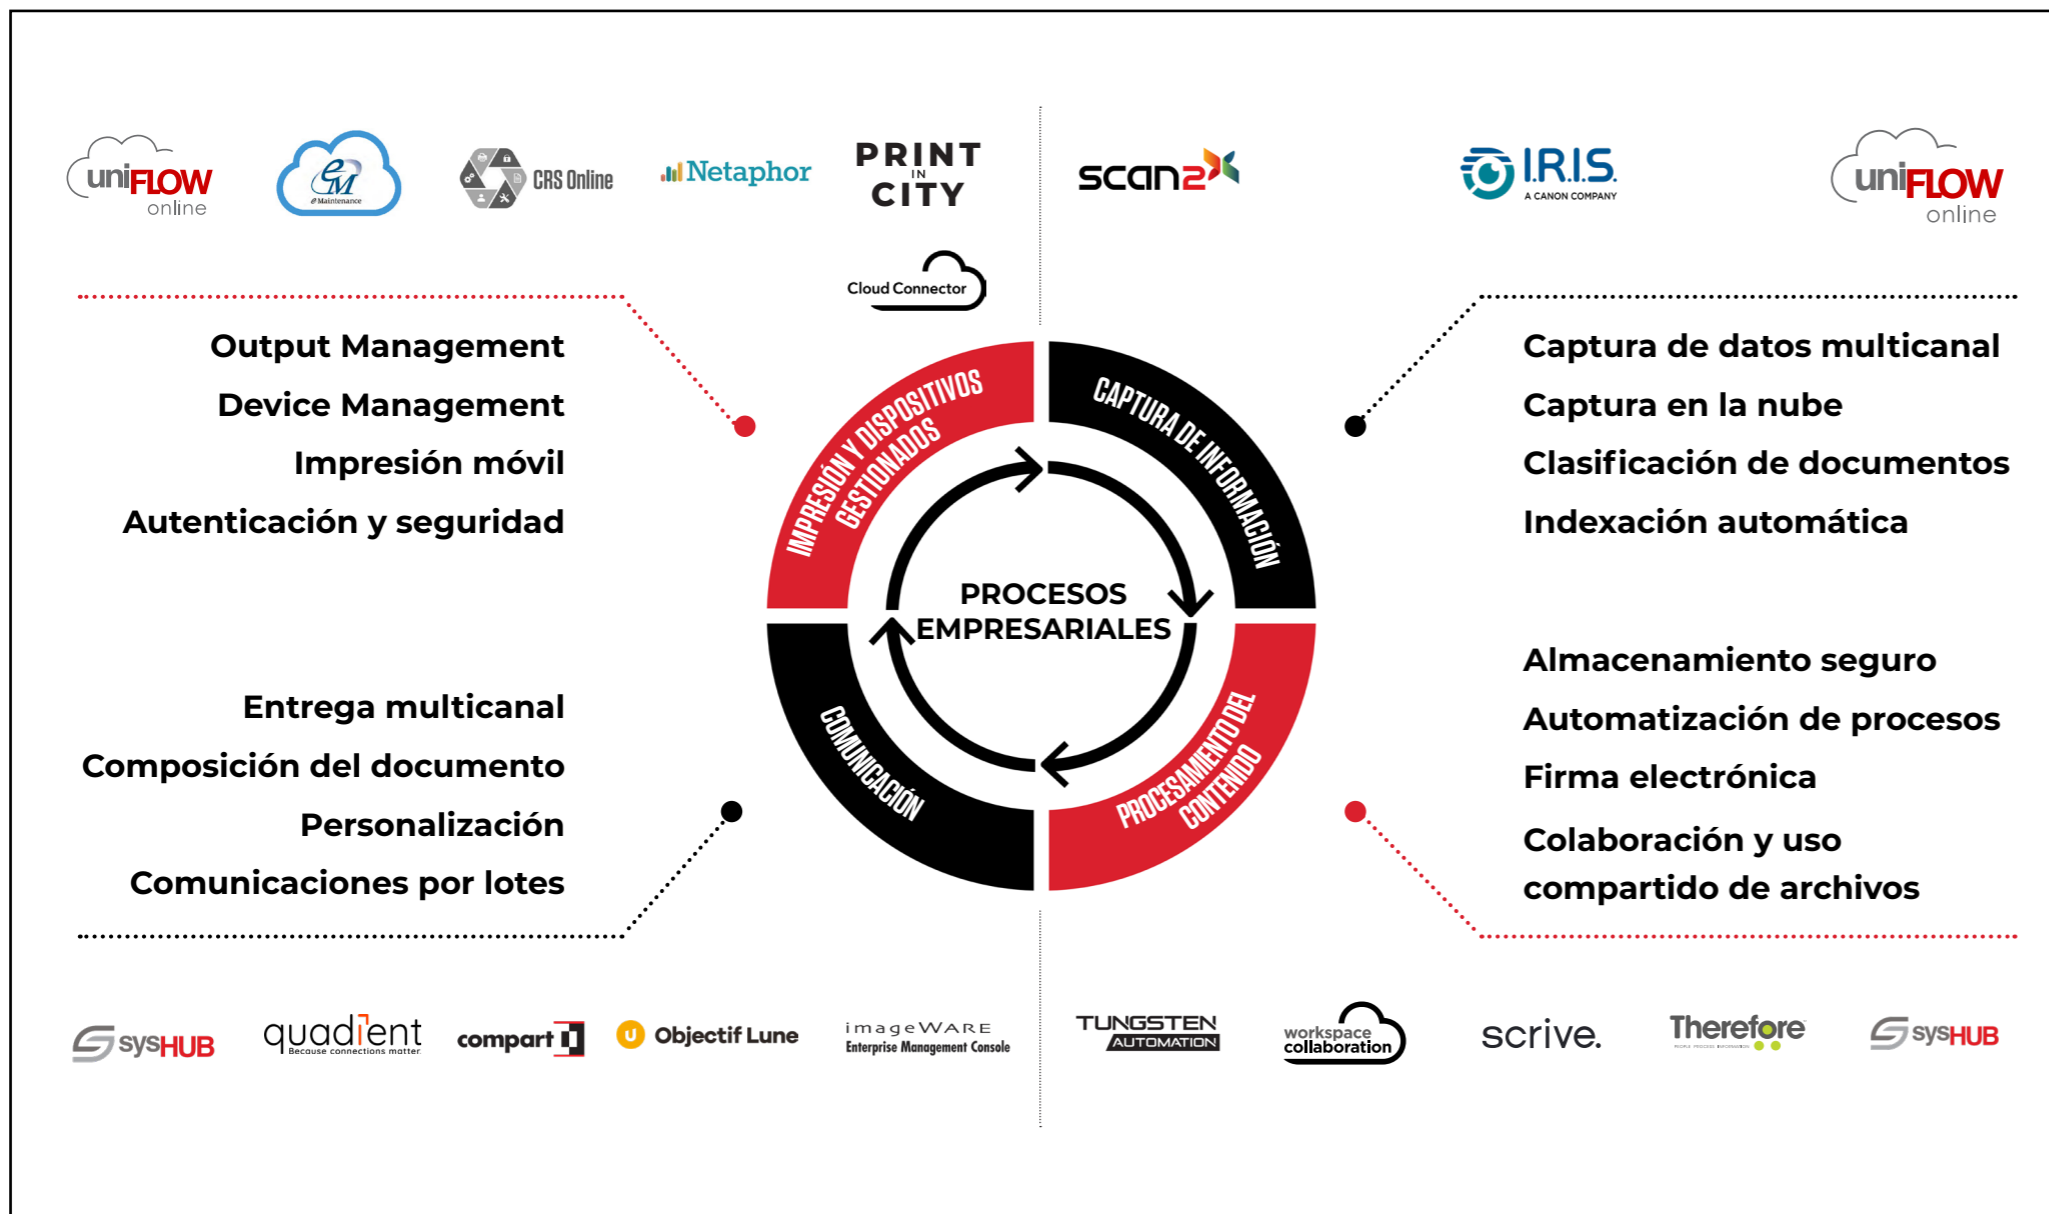 uniFLOW
online
eM
e Maintenance
CRS Online
Netaphor
PRINT
IN
CITY
Cloud Connector
scan2x
I.R.I.S.
A CANON COMPANY
uniFLOW
online
Output Management
Device Management
Impresión móvil
Autenticación y seguridad
IMPRESIÓN Y DISPOSITIVOS
GESTIONADOS
CAPTURA DE INFORMACIÓN
Captura de datos multicanal
Captura en la nube
Clasificación de documentos
Indexación automática
PROCESOS
EMPRESARIALES
Entrega multicanal
Composición del documento
Personalización
Comunicaciones por lotes
COMUNICACIÓN
PROCESAMIENTO DEL
CONTENIDO
Almacenamiento seguro
Automatización de procesos
Firma electrónica
Colaboración y uso
compartido de archivos
sysHUB
quadient
Because connections matter.
compart
Objectif Lune
imageWARE
Enterprise Management Console
TUNGSTEN
AUTOMATION
workspace
collaboration
scrive.
Therefore
PEOPLE PROCESS INFORMATION
sysHUB